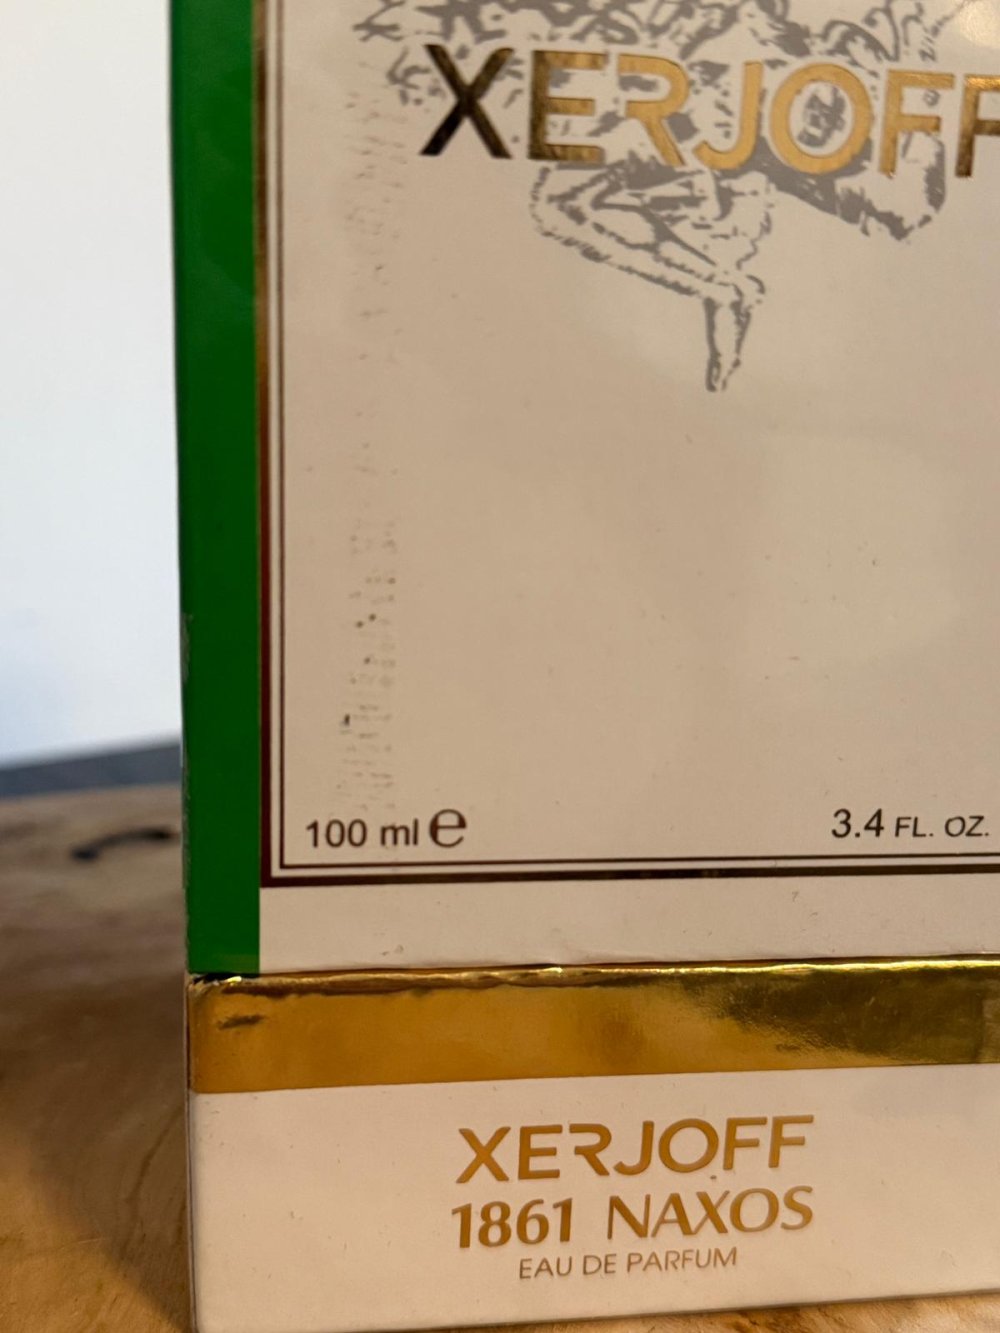 XERJOFF
100 ml e
3.4 FL. OZ.
XERJOFF
1861 NAXOS
EAU DE PARFUM